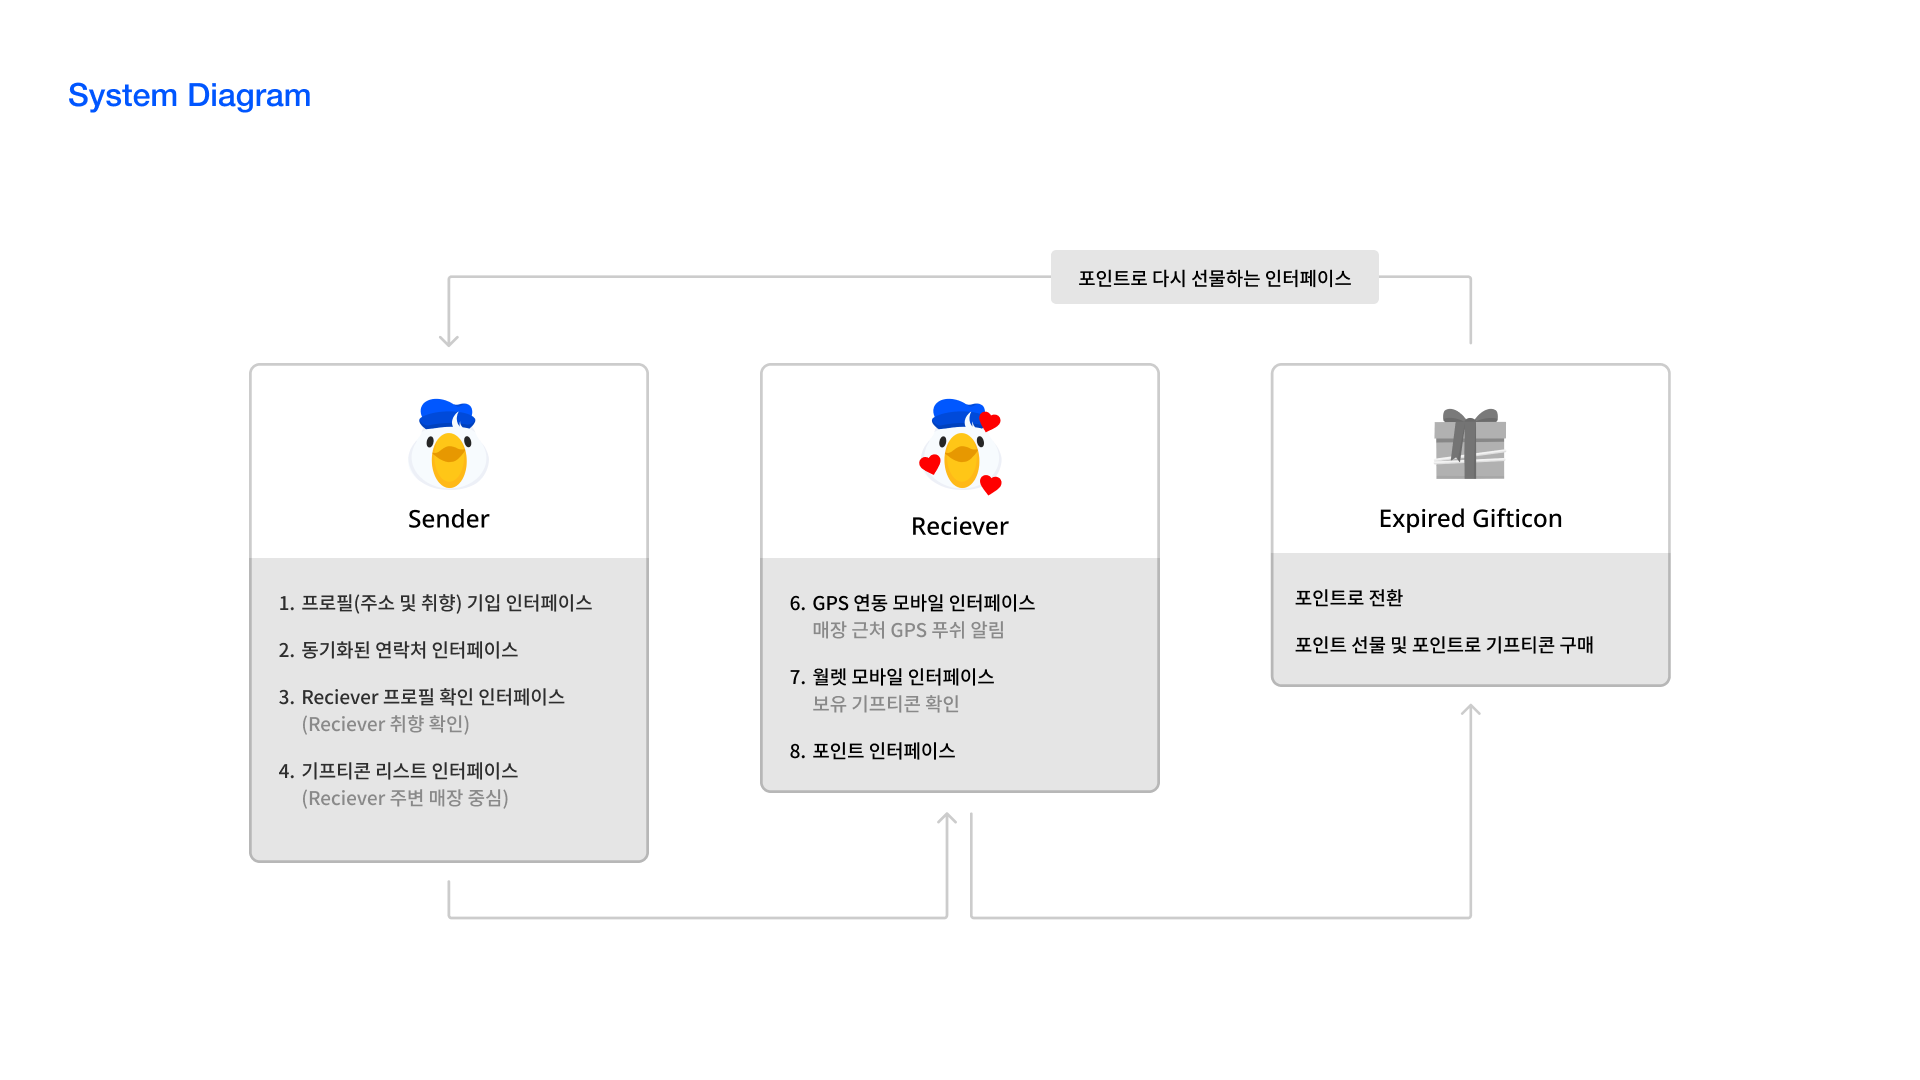 System Diagram
포인트로 다시 선물하는 인터페이스
Sender
1. 프로필(주소 및 취향) 기입 인터페이스
2. 동기화된 연락처 인터페이스
3. Reciever 프로필 확인 인터페이스
(Reciever 취향 확인)
4. 기프티콘 리스트 인터페이스
(Reciever 주변 매장 중심)
Reciever
6. GPS 연동 모바일 인터페이스
매장 근처 GPS 푸쉬 알림
7. 월렛 모바일 인터페이스
보유 기프티콘 확인
8. 포인트 인터페이스
Expired Gifticon
포인트로 전환
포인트 선물 및 포인트로 기프티콘 구매